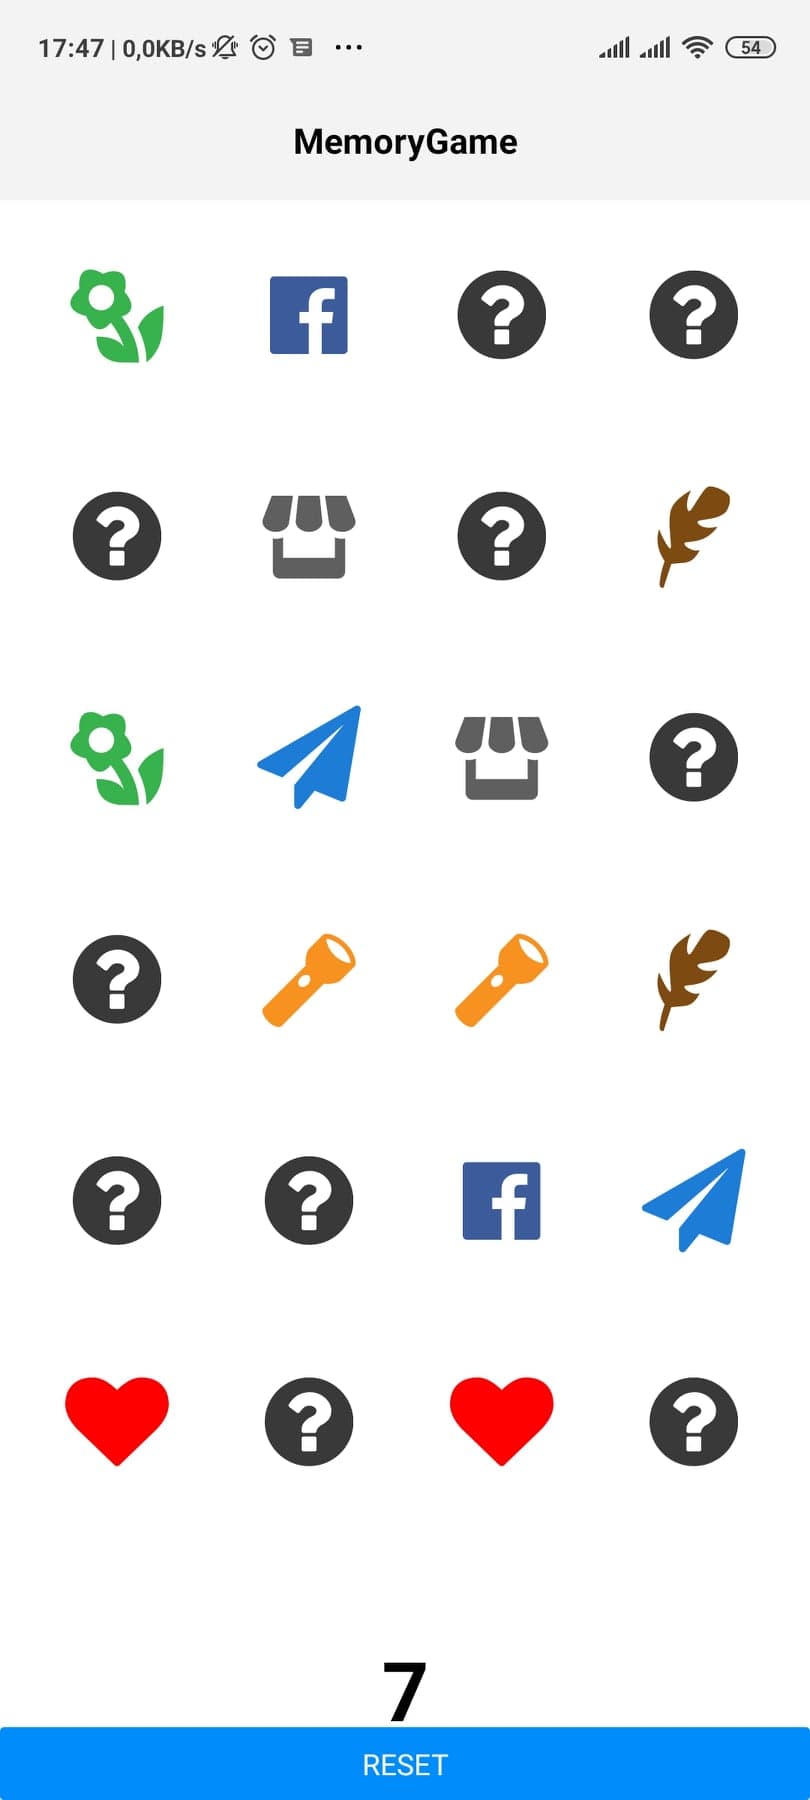 17:47 | 0,0KB/s
54
MemoryGame
f
? ?
? ?
?
?
? ? f
? ?
7
RESET